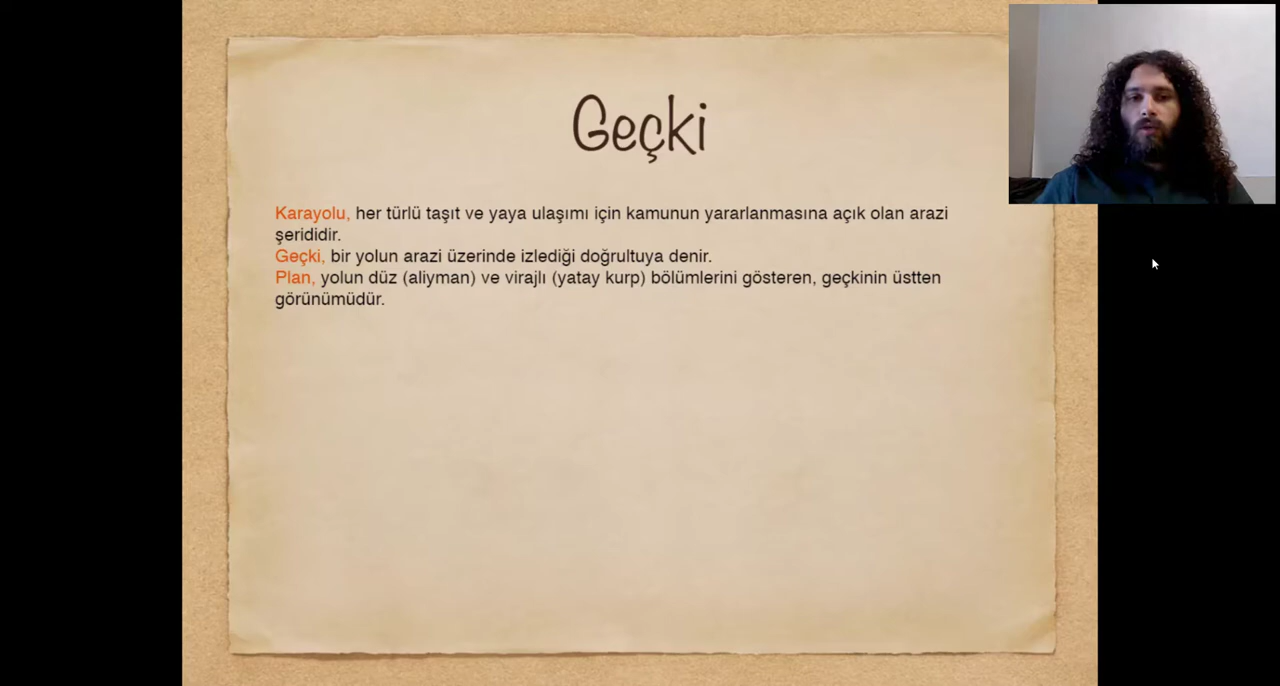 Geçki
Karayolu, her türlü taşıt ve yaya ulaşımı için kamunun yararlanmasına açık olan arazi
şerididir.
Geçki, bir yolun arazi üzerinde izlediği doğrultuya denir.
Plan, yolun düz (aliyman) ve virajlı (yatay kurp) bölümlerini gösteren, geçkinin üstten
görünümüdür.